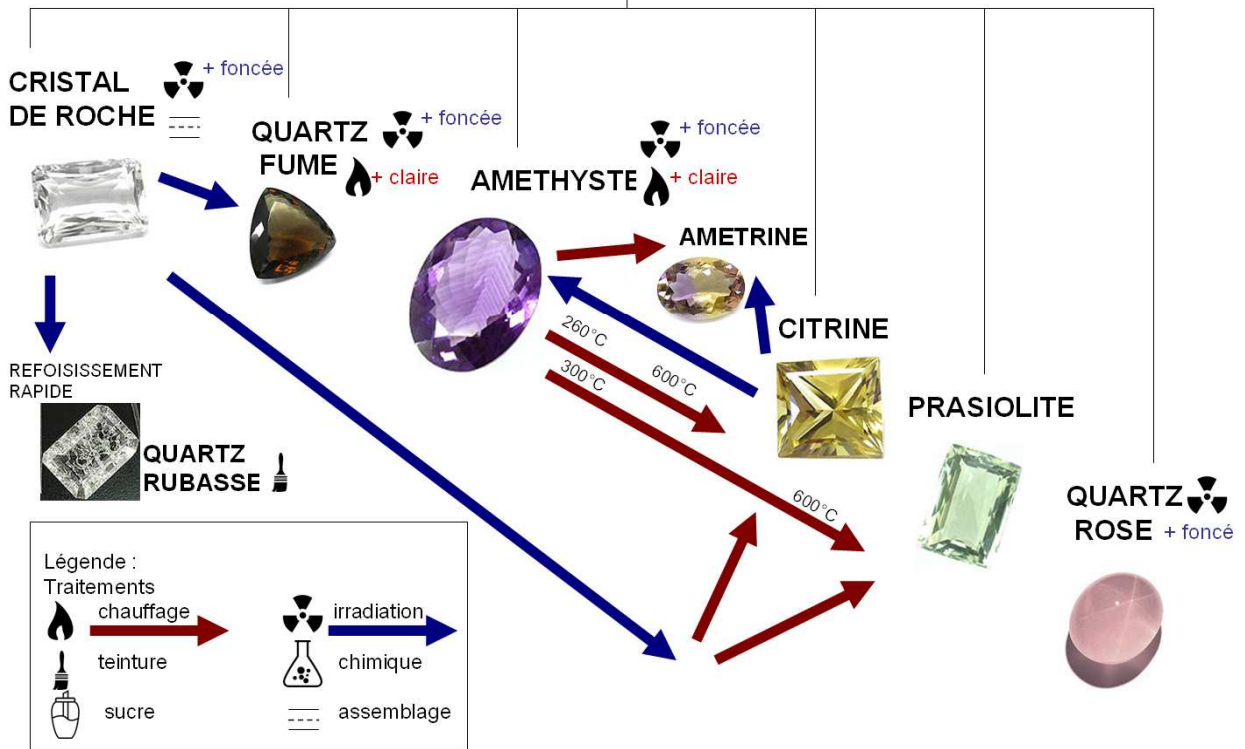 CRISTAL
DE ROCHE
+ foncée
QUARTZ
FUME
+ foncée
+ claire
AMETHYSTE
+ foncée
+ claire
AMETRINE
260°C
300°C
600°C
CITRINE
PRASIOLITE
600°C
QUARTZ
ROSE
+ foncé
REFOISISSEMENT
RAPIDE
QUARTZ
RUBASSE
Légende :
Traitements
chauffage
irradiation
teinture
chimique
sucre
assemblage